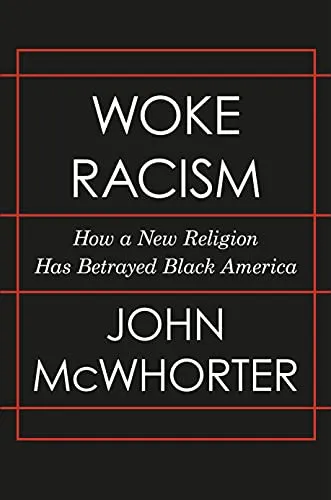 WOKE
RACISM
How a New Religion
Has Betrayed Black America
JOHN
McWHORTER